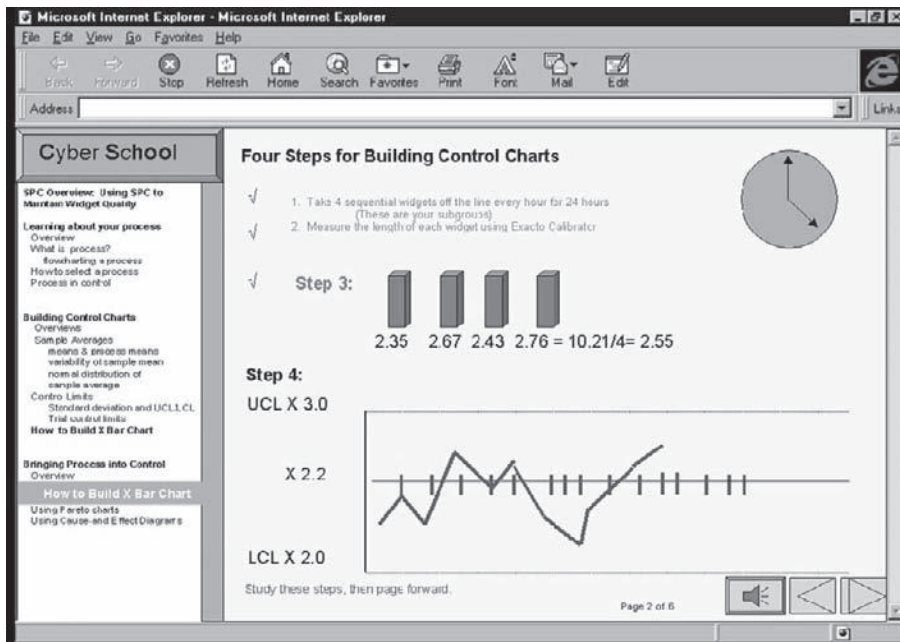 Microsoft Internet Explorer - Microsoft Internet Explorer
File Edit View Go Favorites Help
Back Forward Stop Refresh Home Search Favorites Print Font Mail Edit
Address Links
Cyber School
SPC Overview: Using SPC to
Maintain Widget Quality
Learning about your process
Overview
What is process?
flowcharting a process
How to select a process
Process in control
Building Control Charts
Overviews
Sample Averages
means & process means
variability of sample mean
normal distribution of
sample average
Contro Limits
Standard deviation and UCL/LCL
Trial control limits
How to Build X Bar Chart
Bringing Process into Control
Overview
How to Build X Bar Chart
Using Pareto charts
Using Cause-and Effect Diagrams
Four Steps for Building Control Charts
√ 1. Take 4 sequential widgets off the line every hour for 24 hours
(These are your subgroups)
√ 2. Measure the length of each widget using Exacto Calibrator
√ Step 3:
2.35 2.67 2.43 2.76 = 10.21/4= 2.55
Step 4:
UCL X 3.0
X 2.2
LCL X 2.0
Study these steps, then page forward.
Page 2 of 6